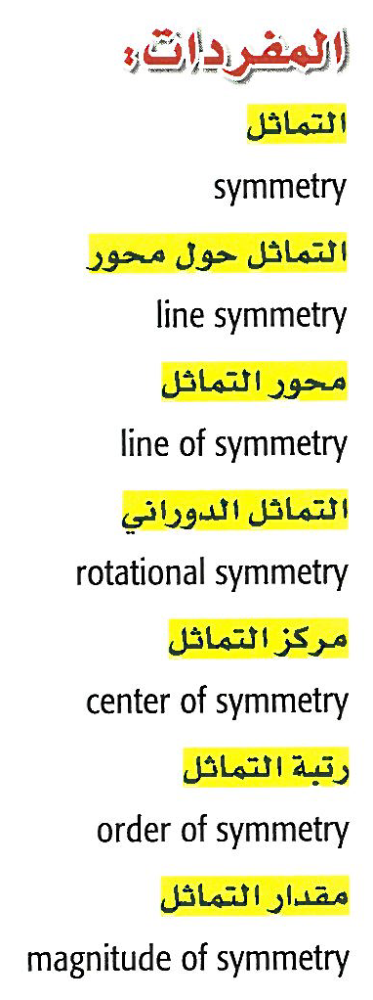 المفردات:
التماثل
symmetry
التماثل حول محور
line symmetry
محور التماثل
line of symmetry
التماثل الدوراني
rotational symmetry
مركز التماثل
center of symmetry
رتبة التماثل
order of symmetry
مقدار التماثل
magnitude of symmetry